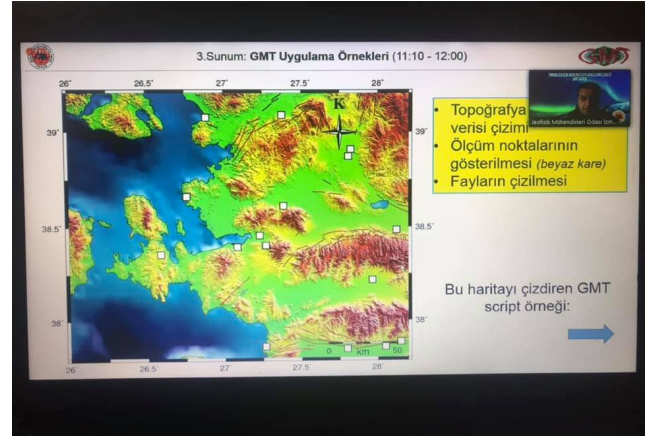 3.Sunum: GMT Uygulama Örnekleri (11:10 - 12:00)
GMT
26° 26.5° 27° 27.5° 28°
K
39° 39°
38.5° 38.5°
38° 38°
0 km 50
26° 26.5° 27° 27.5° 28°
• Topoğrafya
verisi çizimi
• Ölçüm noktalarının
gösterilmesi (beyaz kare)
• Fayların çizilmesi
Jeofizik Mühendisleri Odası İzm...
Bu haritayı çizdiren GMT
script örneği: